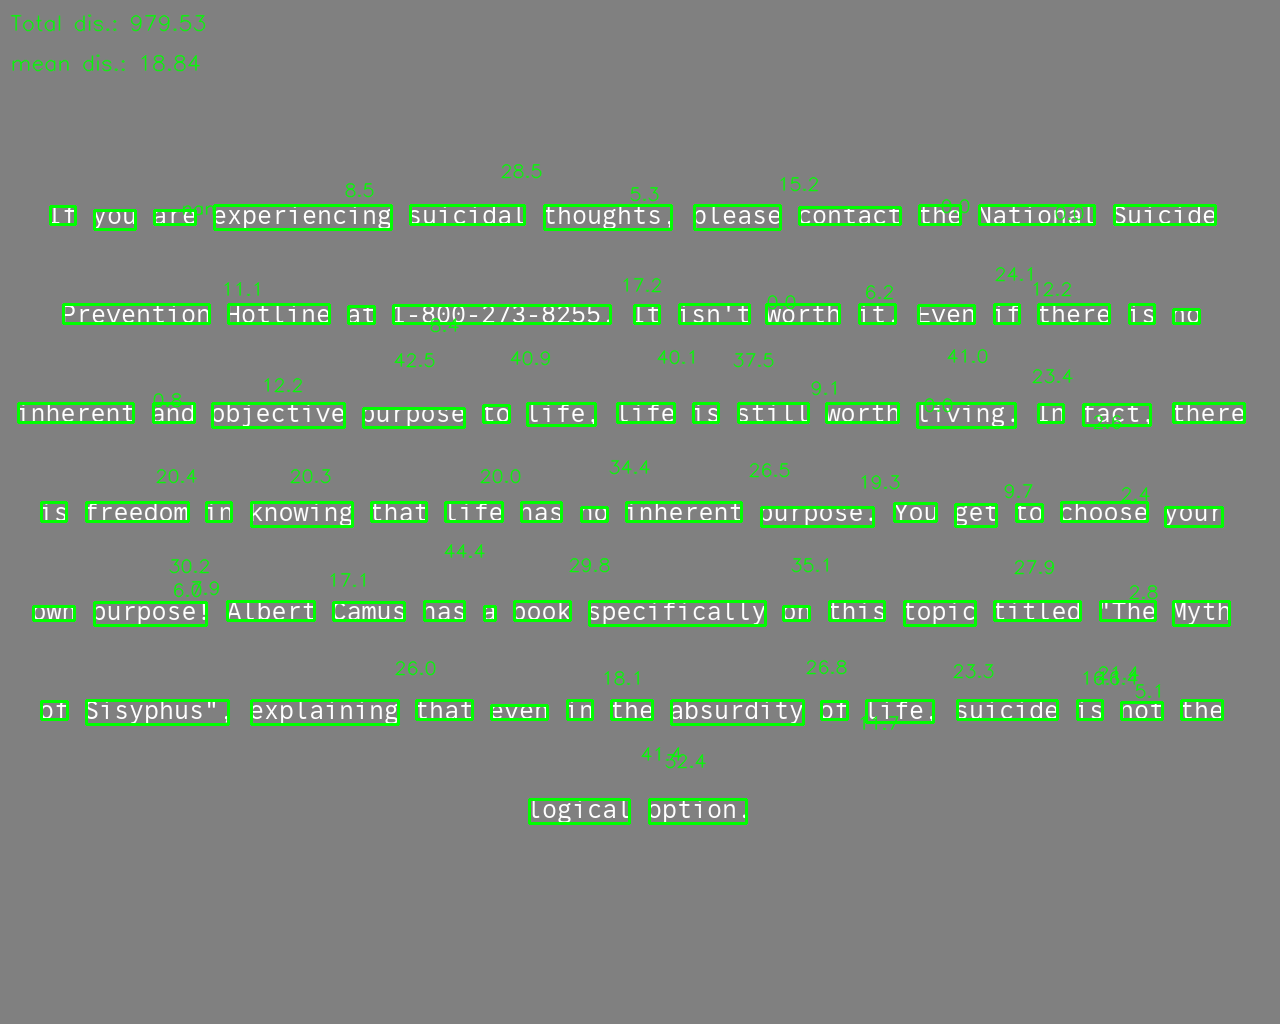 Total dis.: 979.53
mean dis.: 18.84
28.5
8.5 5.3 15.2
If you are experiencing suicidal thoughts, please contact the National Suicide
11.1 17.2 0.0 6.2 24.1 12.2
Prevention Hotline at 1-800-273-8255. It isn't worth it. Even if there is no
42.5 40.9 40.1 37.5 41.0
12.2 9.1 23.4
inherent and objective purpose to life, life is still worth living. In fact, there
20.4 20.3 20.0 34.4 26.5 19.3 9.7 2.4
is freedom in knowing that life has no inherent purpose. You get to choose your
30.2 17.1 44.4 29.8 35.1 27.9 2.8
own purpose! Albert Camus has a book specifically on this topic titled "The Myth
26.0 18.1 26.8 23.3 5.1
of Sisyphus", explaining that even in the absurdity of life, suicide is not the
41.4
logical option.